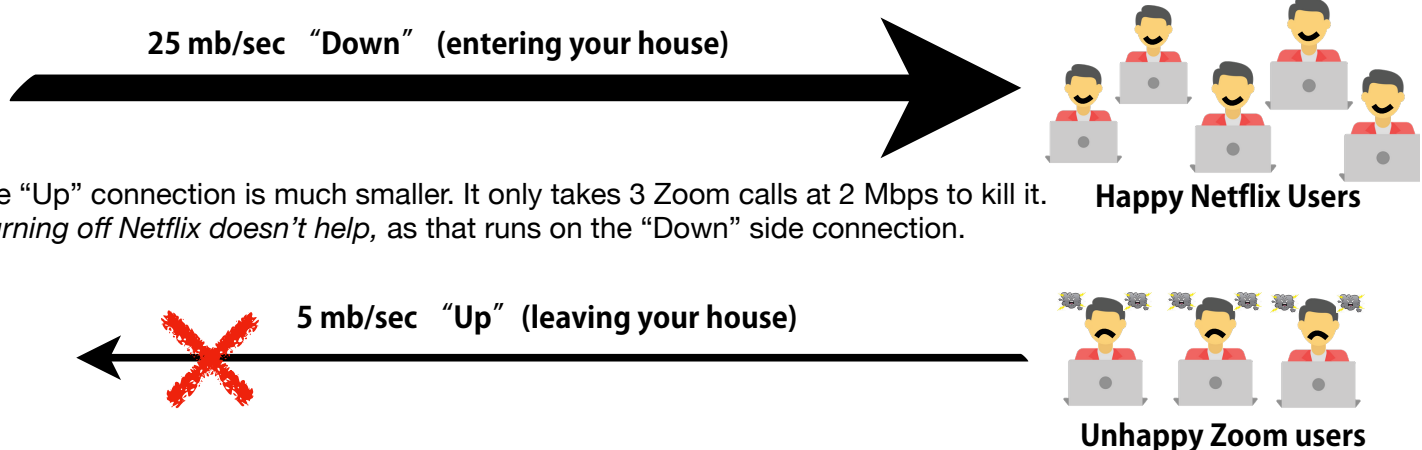 25 mb/sec “Down” (entering your house)
e “Up” connection is much smaller. It only takes 3 Zoom calls at 2 Mbps to kill it.
urning off Netflix doesn’t help, as that runs on the “Down” side connection.
Happy Netflix Users
5 mb/sec “Up” (leaving your house)
Unhappy Zoom users